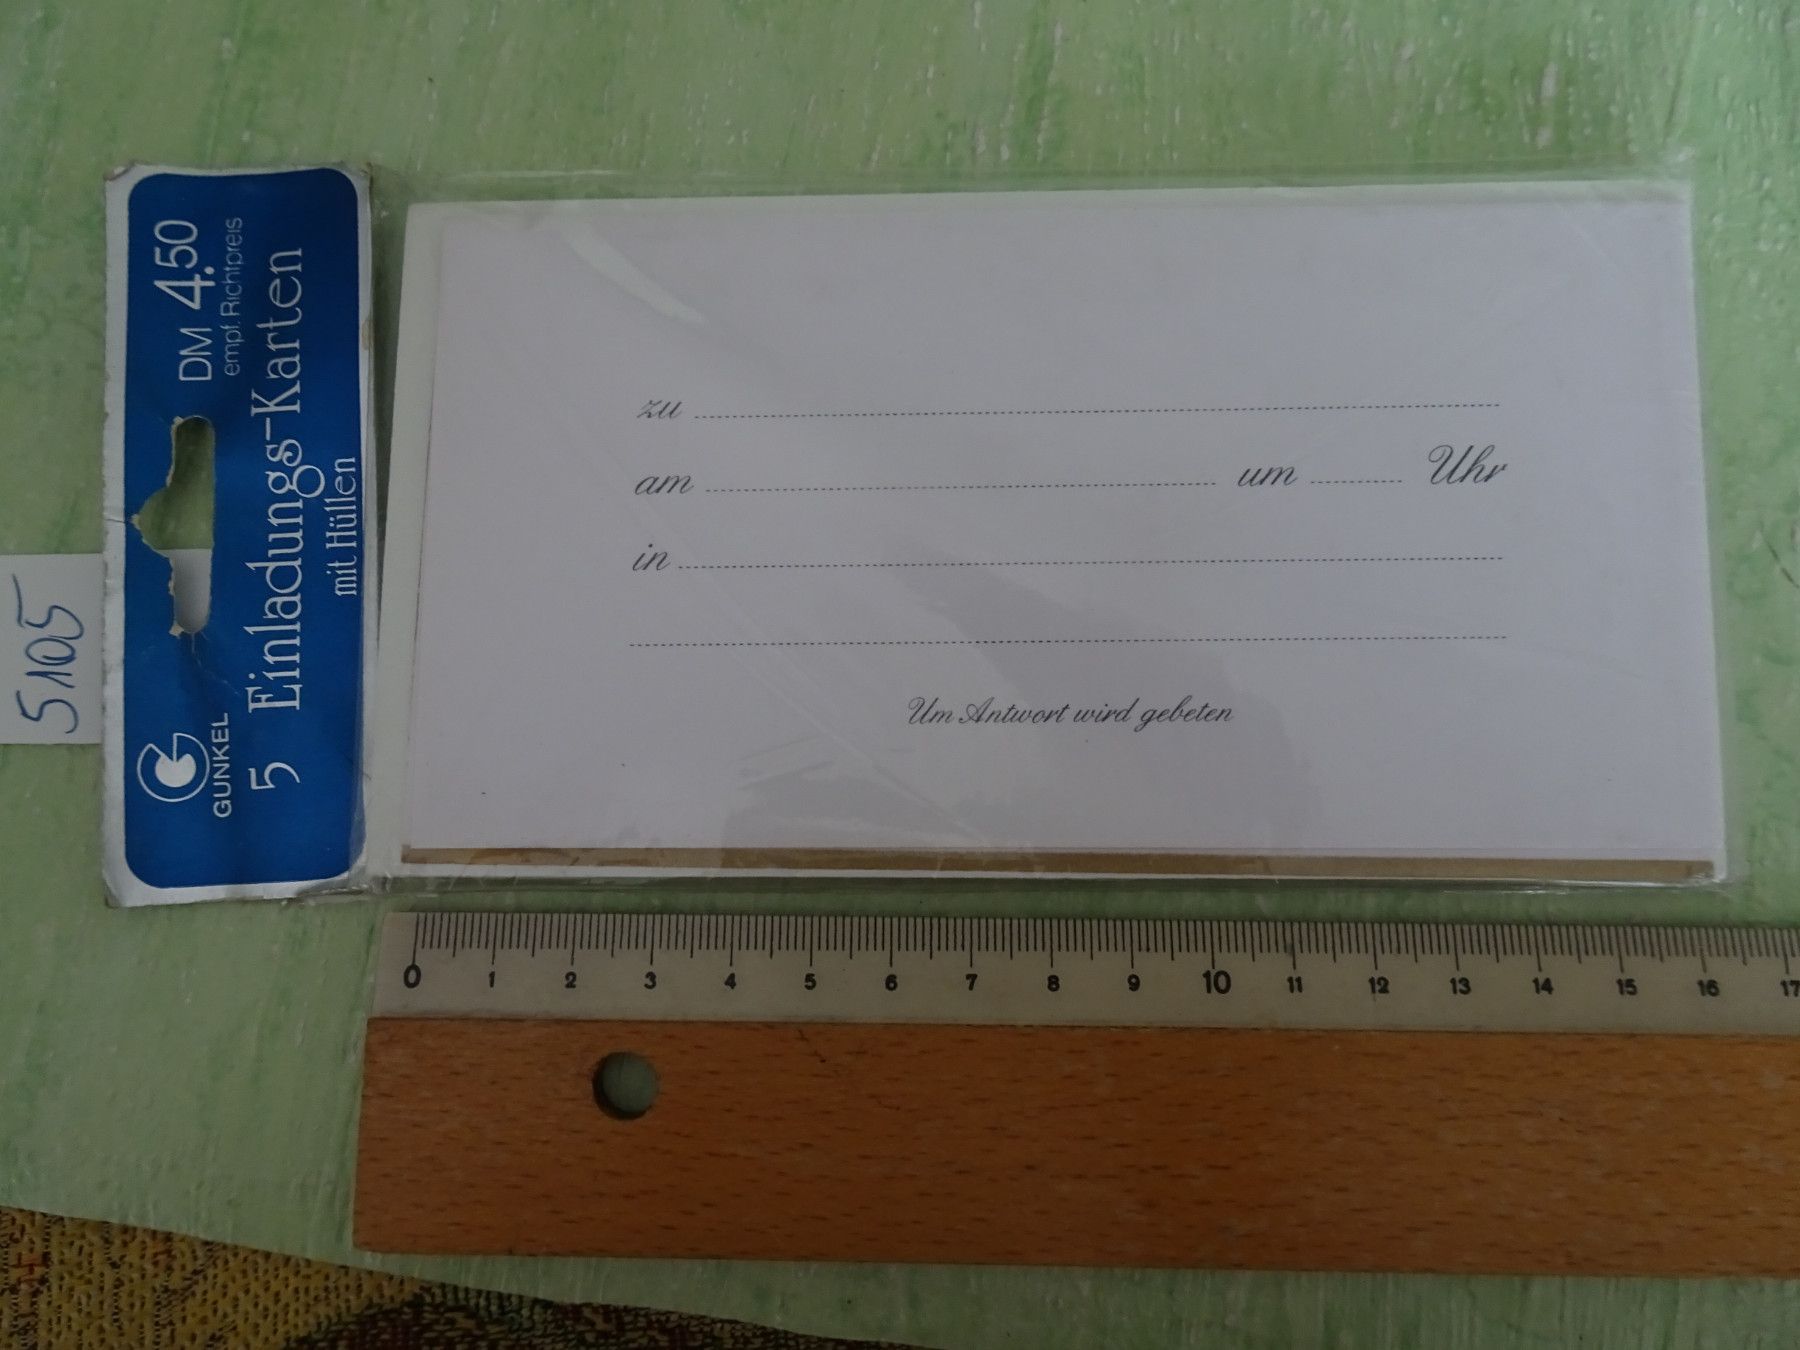 5105
GUNKEL
DM 4.50
empf. Richtpreis
5 Einladungs-Karten
mit Hüllen
zu
am um Uhr
in
Um Antwort wird gebeten
0 1 2 3 4 5 6 7 8 9 10 11 12 13 14 15 16 17